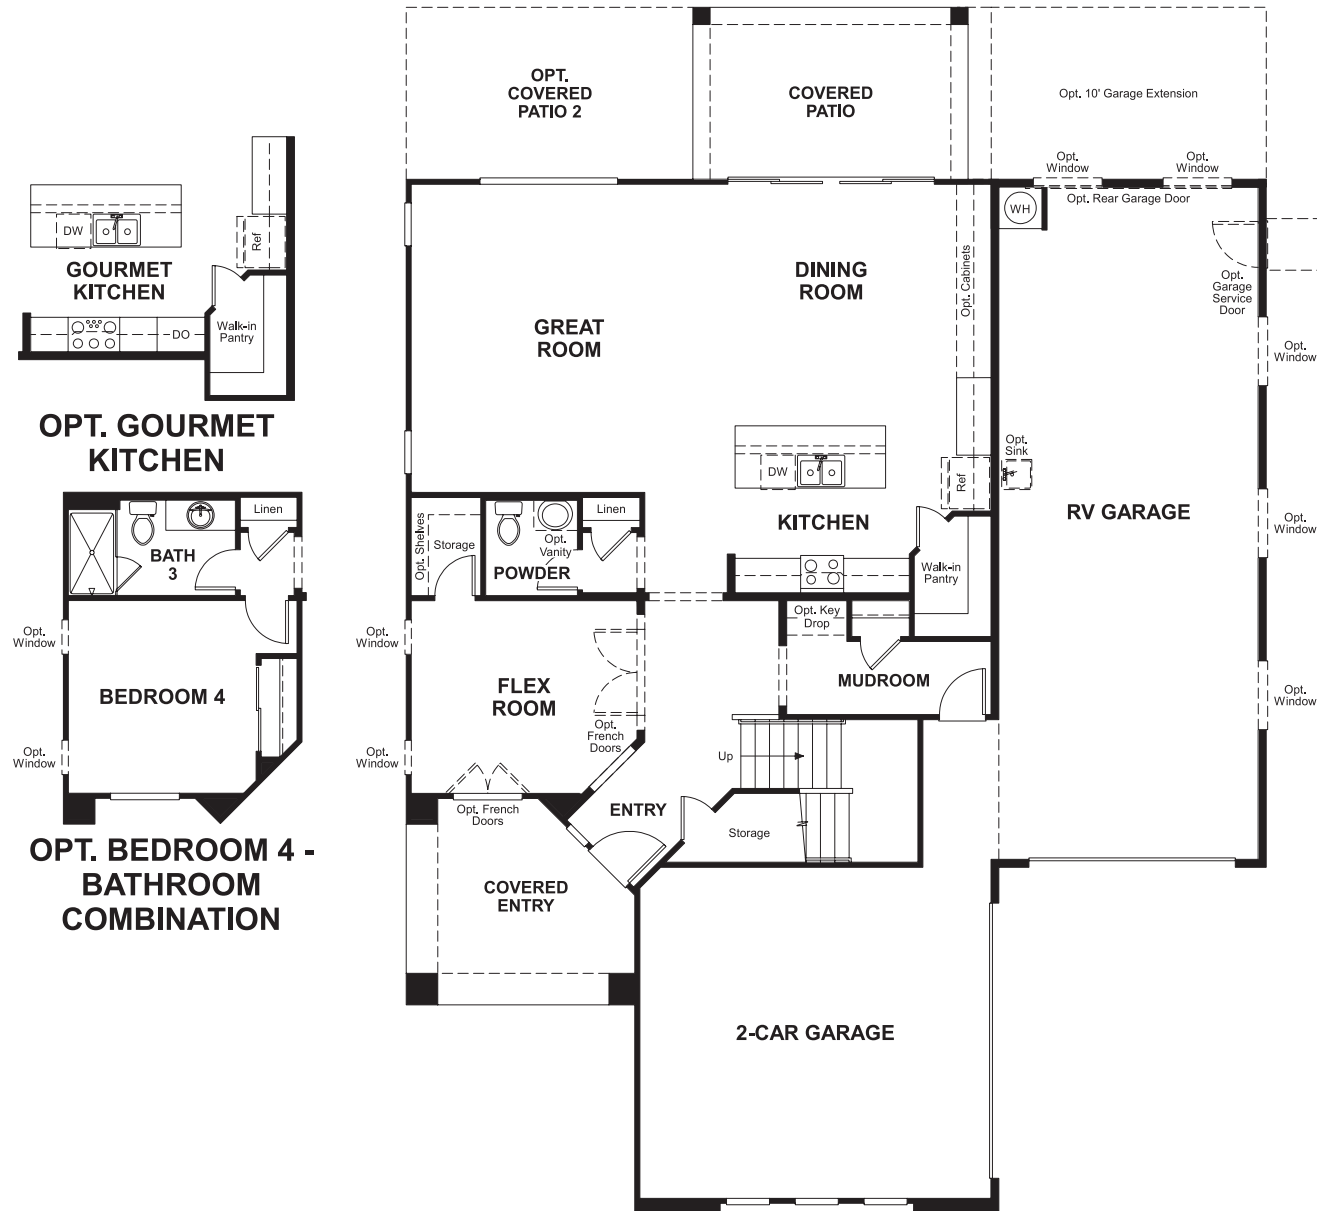 OPT.
COVERED
PATIO 2
COVERED
PATIO
Opt. 10' Garage Extension
Opt.
Window
Opt.
Window
Opt. Rear Garage Door
WH
DW
Ref
GOURMET
KITCHEN
DO
Walk-in
Pantry
OPT. GOURMET
KITCHEN
GREAT
ROOM
DINING
ROOM
Opt. Cabinets
Opt.
Garage
Service
Door
Opt.
Window
Opt.
Sink
DW
Ref
KITCHEN
RV GARAGE
Opt.
Window
Walk-in
Pantry
Linen
BATH
3
Opt. Shelves
Storage
Opt.
Vanity
POWDER
Linen
Opt.
Window
BEDROOM 4
Opt.
Window
OPT. BEDROOM 4 -
BATHROOM
COMBINATION
Opt.
Window
FLEX
ROOM
Opt.
French
Doors
Opt.
Window
Opt. French
Doors
Opt. Key
Drop
MUDROOM
Opt.
Window
Up
ENTRY
Storage
COVERED
ENTRY
2-CAR GARAGE